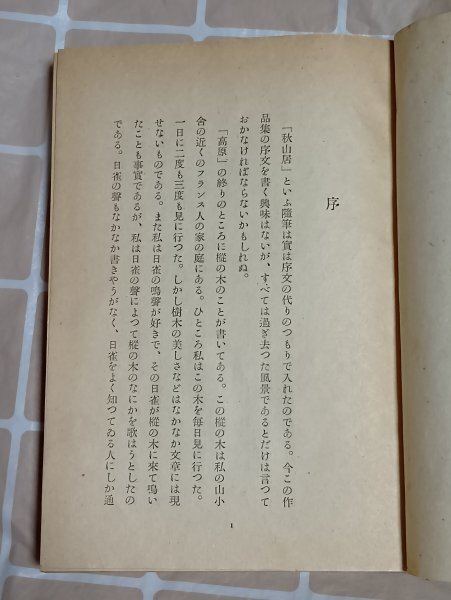 序
『秋山居』といふ隨筆は實は序文の代りのつもりで入れたのである。今この作
品集の序文を書く興味はないが、すべては過ぎ去つた風景であるとだけは言つて
おかなければならないかもしれぬ。
『高原』の終りのところに樅の木のことが書いてある。この樅の木は私の山小
舍の近くのフランス人の家の庭にある。ひところ私はこの木を每日見に行つた。
一日に二度も三度も見に行つた。しかし樹木の美しさなどはなかなか文章には現
せないものである。また私は日雀の鳴聲が好きで、その日雀が樅の木に來て鳴い
たことも事實であるが、私は日雀の聲によつて樅の木のなにかを歌はうとしたの
である。日雀の聲もなかなか書きやうがなく、日雀をよく知つてゐる人にしか通
1